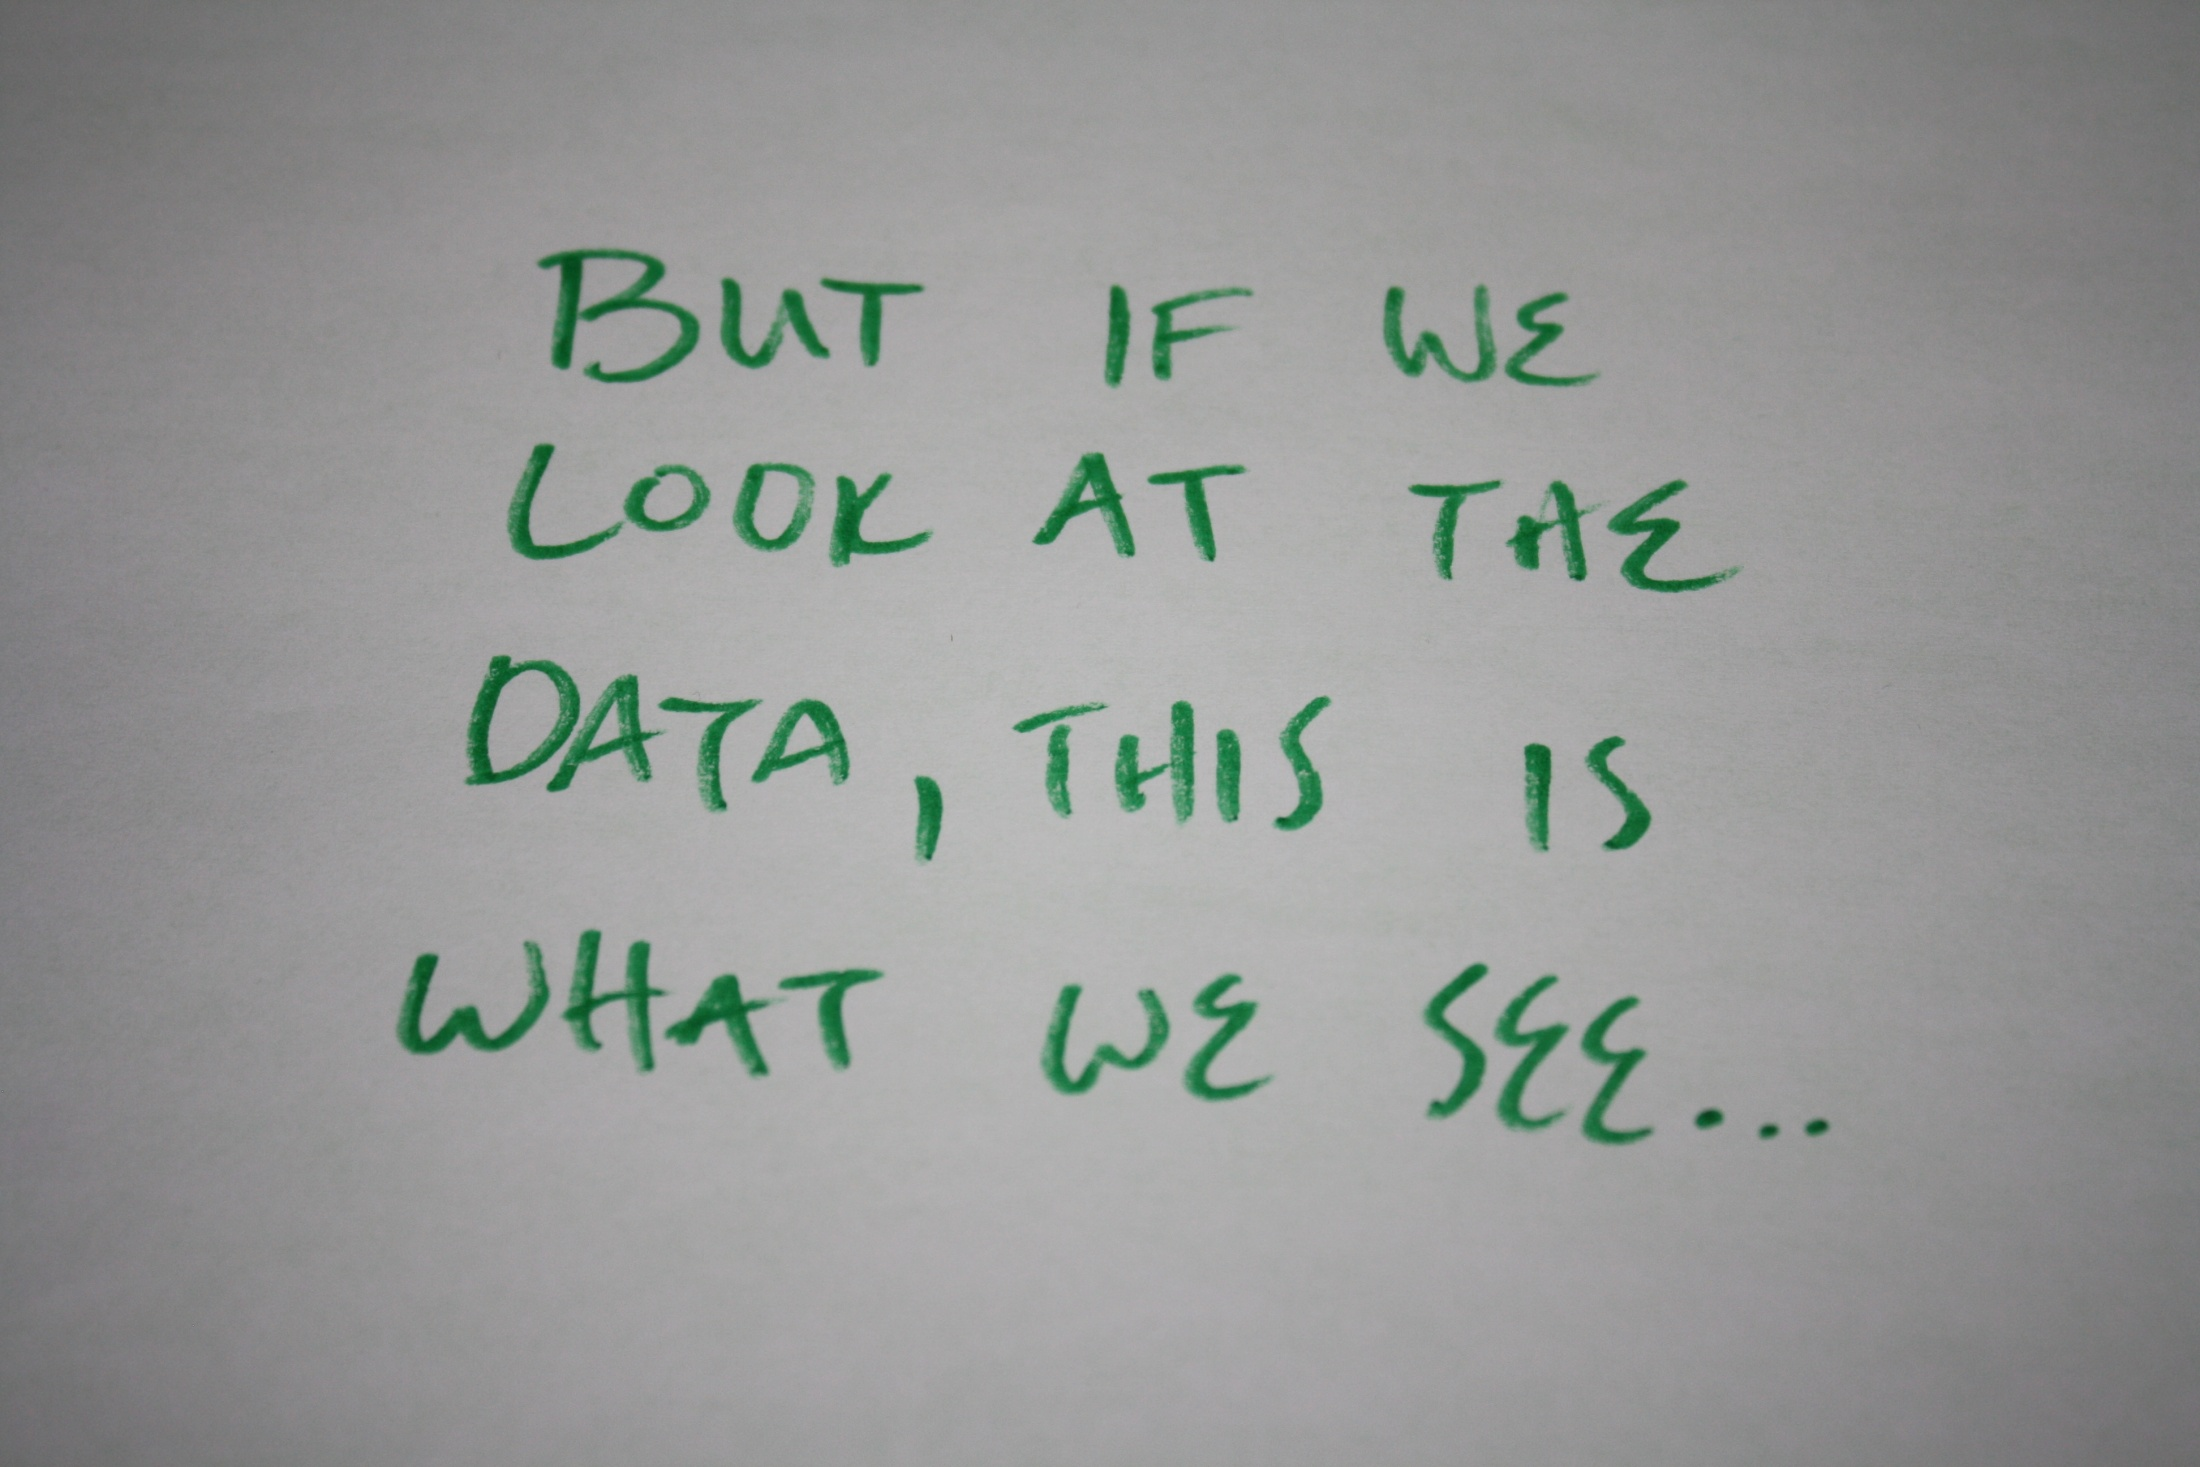 BUT IF WE
LOOK AT THE
DATA, THIS IS
WHAT WE SEE...